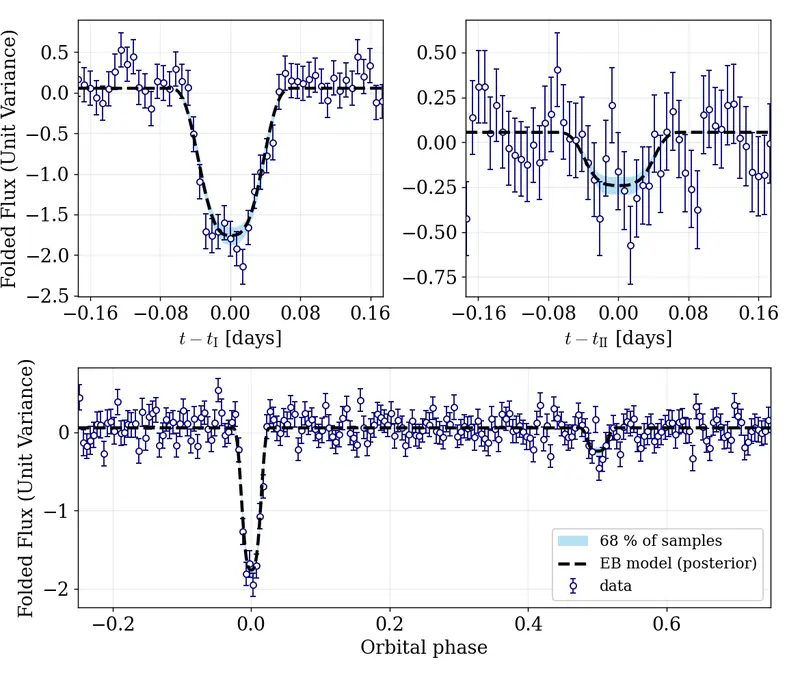 Folded Flux (Unit Variance)
0.5
0.0
−0.5
−1.0
−1.5
−2.0
−2.5
−0.16 −0.08 0.00 0.08 0.16
t − tI [days]
0.50
0.25
0.00
−0.25
−0.50
−0.75
−0.16 −0.08 0.00 0.08 0.16
t − tII [days]
Folded Flux (Unit Variance)
0
−1
−2
68 % of samples
EB model (posterior)
data
−0.2 0.0 0.2 0.4 0.6
Orbital phase